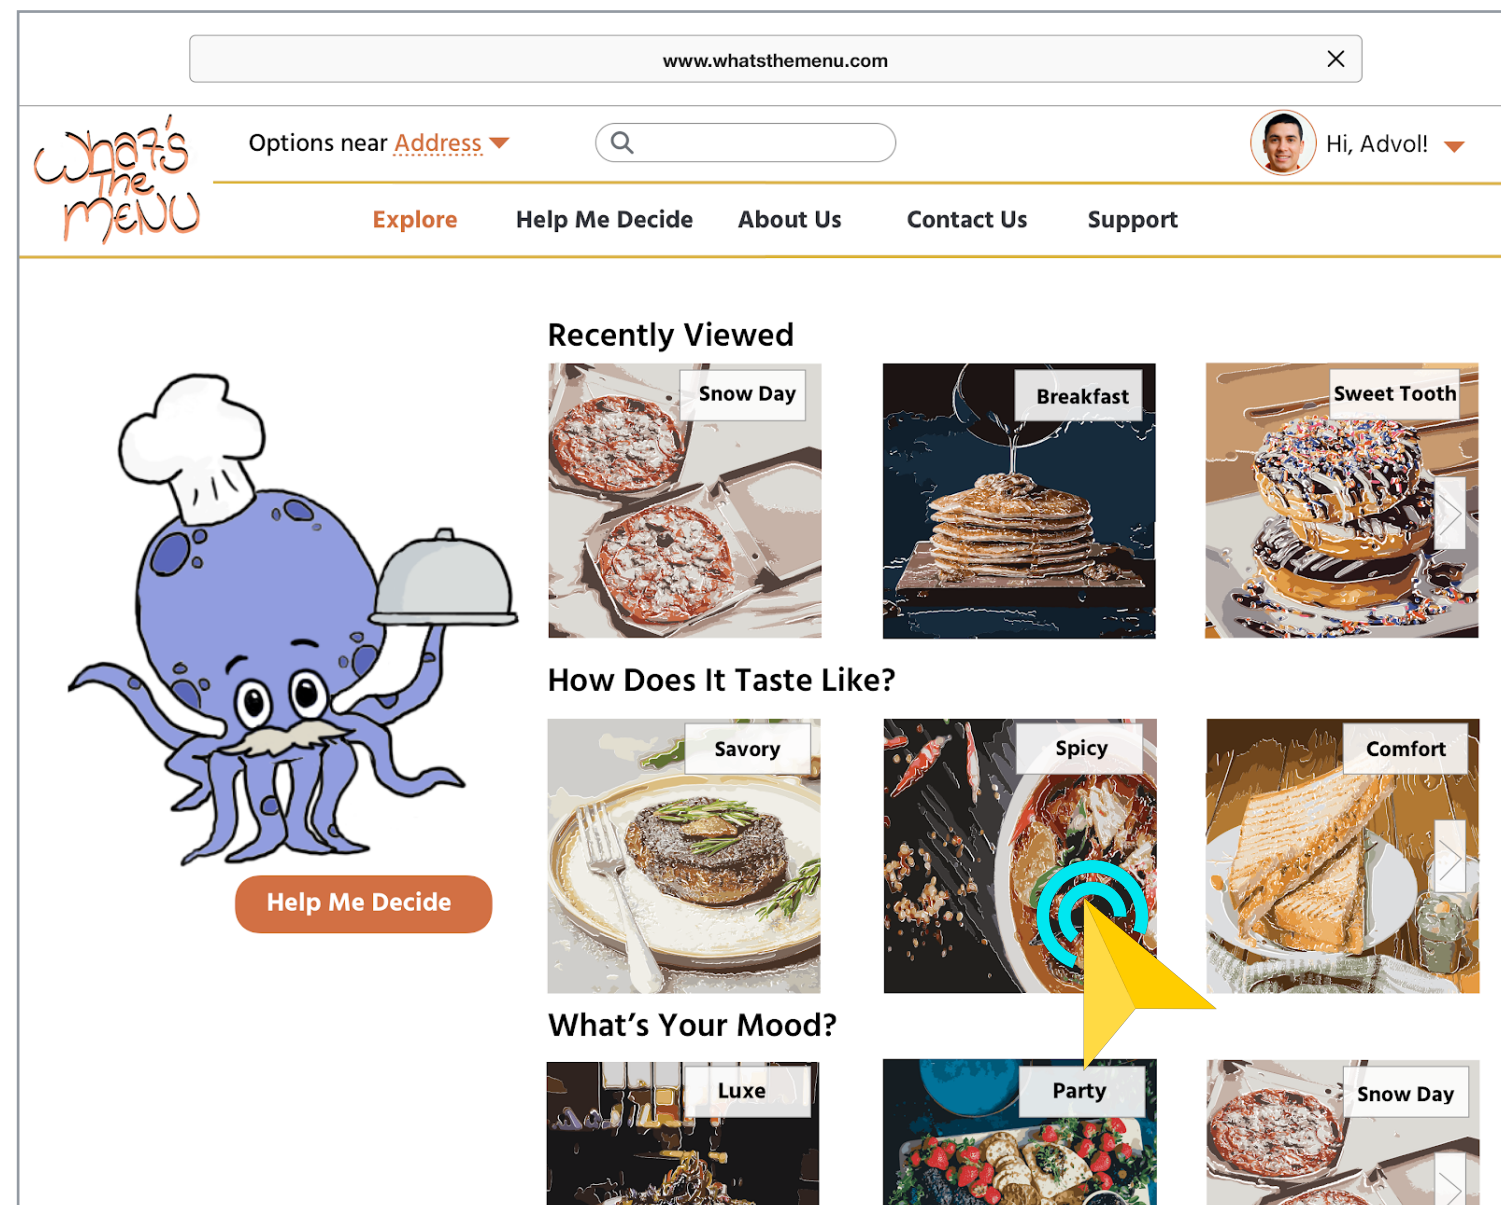 www.whatsthemenu.com
What's
The
MENU
Options near Address
Hi, Advol!
Explore Help Me Decide About Us Contact Us Support
Recently Viewed
Snow Day
Breakfast
Sweet Tooth
How Does It Taste Like?
Savory
Spicy
Comfort
Help Me Decide
What’s Your Mood?
Luxe
Party
Snow Day